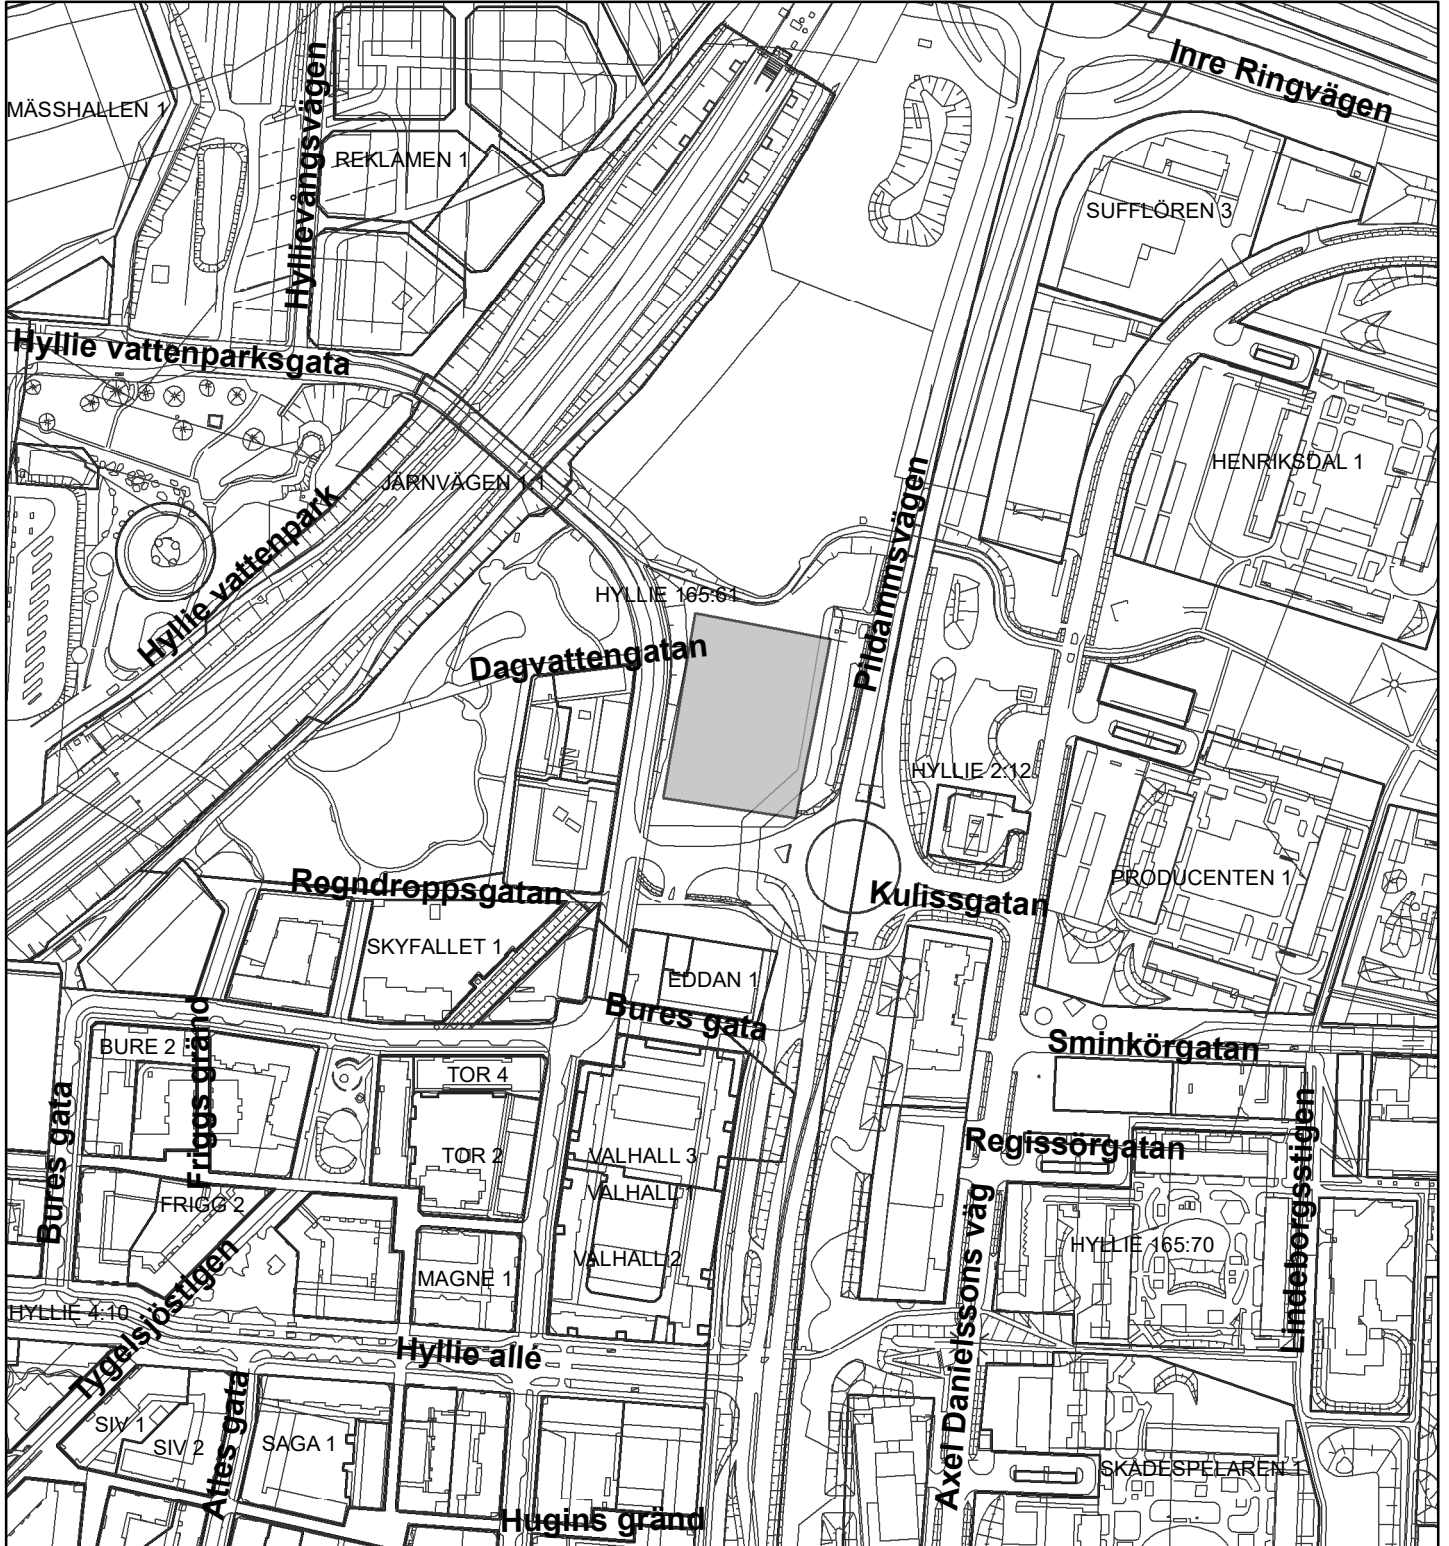 Inre Ringvägen
MÄSSHALLEN 1
Hyllievångsvägen
REKLAMEN 1
SUFFLÖREN 3
Hyllie vattenparksgata
JÄRNVÄGEN 1:1
HENRIKSDAL 1
Pildammsvägen
Hyllie vattenpark
HYLLIE 165:61
Dagvattengatan
HYLLIE 2:12
Regndroppsgatan
Kulissgatan
PRODUCENTEN 1
SKYFALLET 1
EDDAN 1
Bures gata
Friggs gränd
BURE 2
Sminkörgatan
TOR 4
Bures gata
Lindeborgsstigen
Regissörgatan
TOR 2
VALHALL 3
VALHALL 1
FRIGG 2
Axel Danielssons väg
HYLLIE 165:70
VALHALL 2
MAGNE 1
HYLLIE 4:10
Tygelsjöstigen
Hyllie allé
Atles gata
SIV 1
SIV 2
SAGA 1
SKÅDESPELAREN 1
Hugins gränd